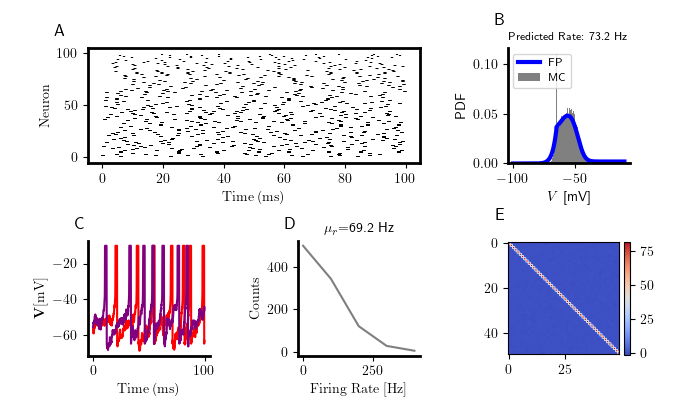 A
100
50
0
Neuron
0 20 40 60 80 100
Time (ms)
B
Predicted Rate: 73.2 Hz
0.10
0.05
0.00
PDF
FP
MC
−100 −50
V [mV]
C
−20
−40
−60
V[mV]
0 100
Time (ms)
D
μr=69.2 Hz
400
200
0
Counts
0 250
Firing Rate [Hz]
E
0
20
40
0 25
75
50
25
0